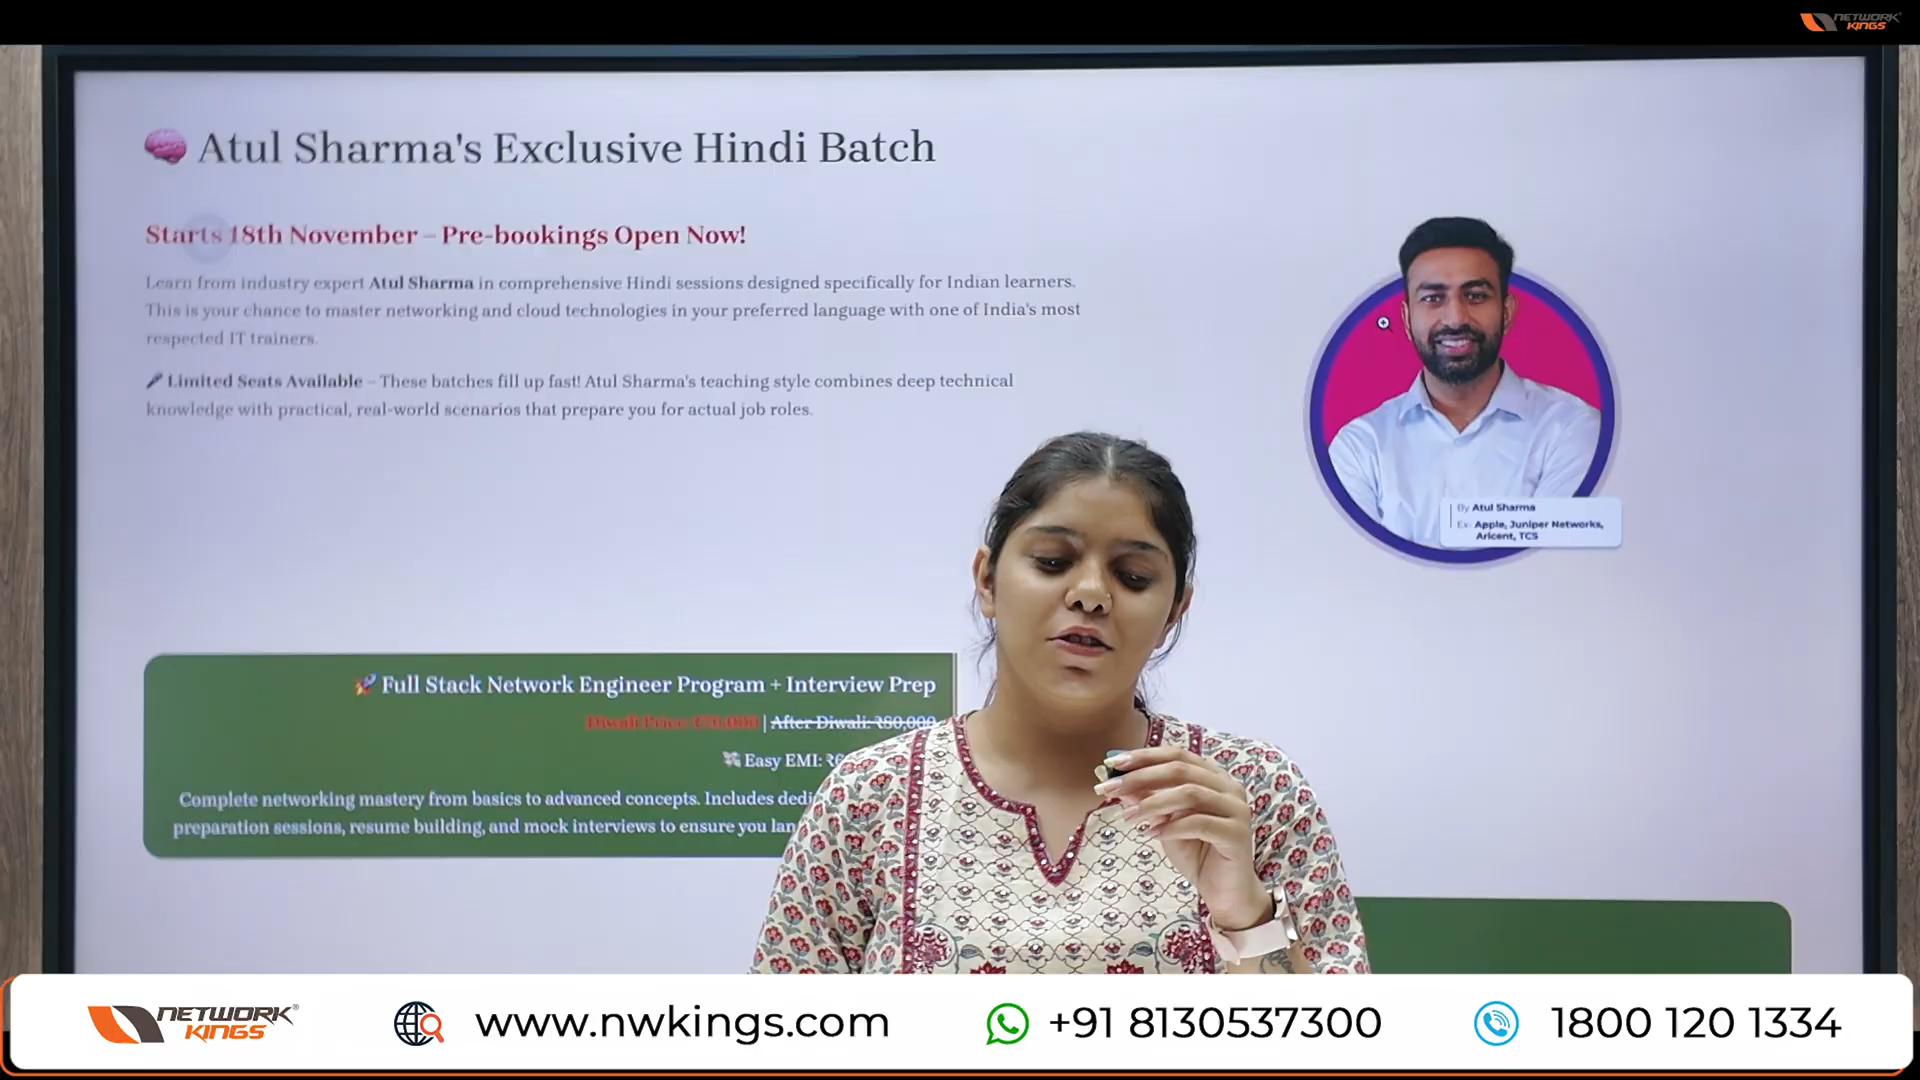 NETWORK
KINGS
Atul Sharma's Exclusive Hindi Batch
Starts 18th November – Pre-bookings Open Now!
Learn from industry expert Atul Sharma in comprehensive Hindi sessions designed specifically for Indian learners.
This is your chance to master networking and cloud technologies in your preferred language with one of India's most
respected IT trainers.
Limited Seats Available – These batches fill up fast! Atul Sharma's teaching style combines deep technical
knowledge with practical, real-world scenarios that prepare you for actual job roles.
By Atul Sharma
Ex- Apple, Juniper Networks,
Aricent, TCS
Full Stack Network Engineer Program + Interview Prep
Diwali Price: | After Diwali: ₹80,000
Easy EMI:
Complete networking mastery from basics to advanced concepts. Includes
preparation sessions, resume building, and mock interviews to ensure you
NETWORK
KINGS
www.nwkings.com
+91 8130537300
1800 120 1334